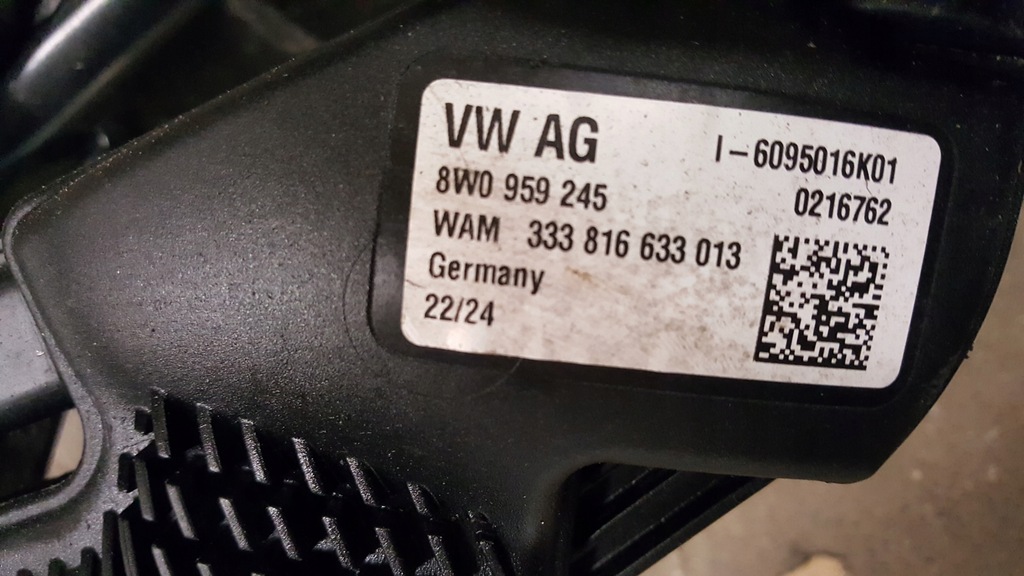 VW AG
I-6095016K01
8W0 959 245
0216762
WAM 333 816 633 013
Germany
22/24